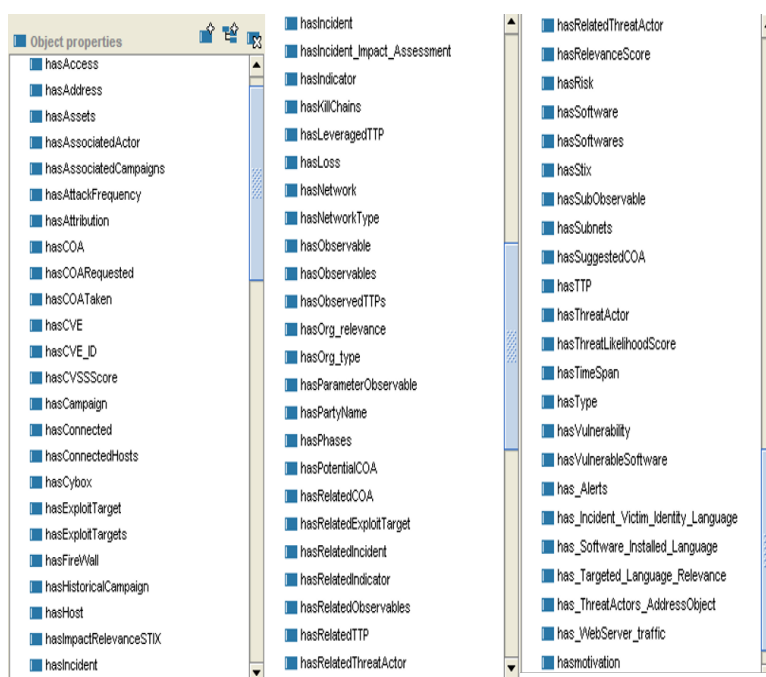 Object properties
hasAccess
hasAddress
hasAssets
hasAssociatedActor
hasAssociatedCampaigns
hasAttackFrequency
hasAttribution
hasCOA
hasCOARequested
hasCOATaken
hasCVE
hasCVE_ID
hasCVSSScore
hasCampaign
hasConnected
hasConnectedHosts
hasCybox
hasExploitTarget
hasExploitTargets
hasFireWall
hasHistoricalCampaign
hasHost
hasImpactRelevanceSTIX
hasIncident
hasIncident
hasIncident_Impact_Assessment
hasIndicator
hasKillChains
hasLeveragedTTP
hasLoss
hasNetwork
hasNetworkType
hasObservable
hasObservables
hasObservedTTPs
hasOrg_relevance
hasOrg_type
hasParameterObservable
hasPartyName
hasPhases
hasPotentialCOA
hasRelatedCOA
hasRelatedExploitTarget
hasRelatedIncident
hasRelatedIndicator
hasRelatedObservables
hasRelatedTTP
hasRelatedThreatActor
hasRelatedThreatActor
hasRelevanceScore
hasRisk
hasSoftware
hasSoftwares
hasStix
hasSubObservable
hasSubnets
hasSuggestedCOA
hasTTP
hasThreatActor
hasThreatLikelihoodScore
hasTimeSpan
hasType
hasVulnerability
hasVulnerableSoftware
has_Alerts
has_Incident_Victim_Identity_Language
has_Software_Installed_Language
has_Targeted_Language_Relevance
has_ThreatActors_AddressObject
has_WebServer_traffic
hasmotivation